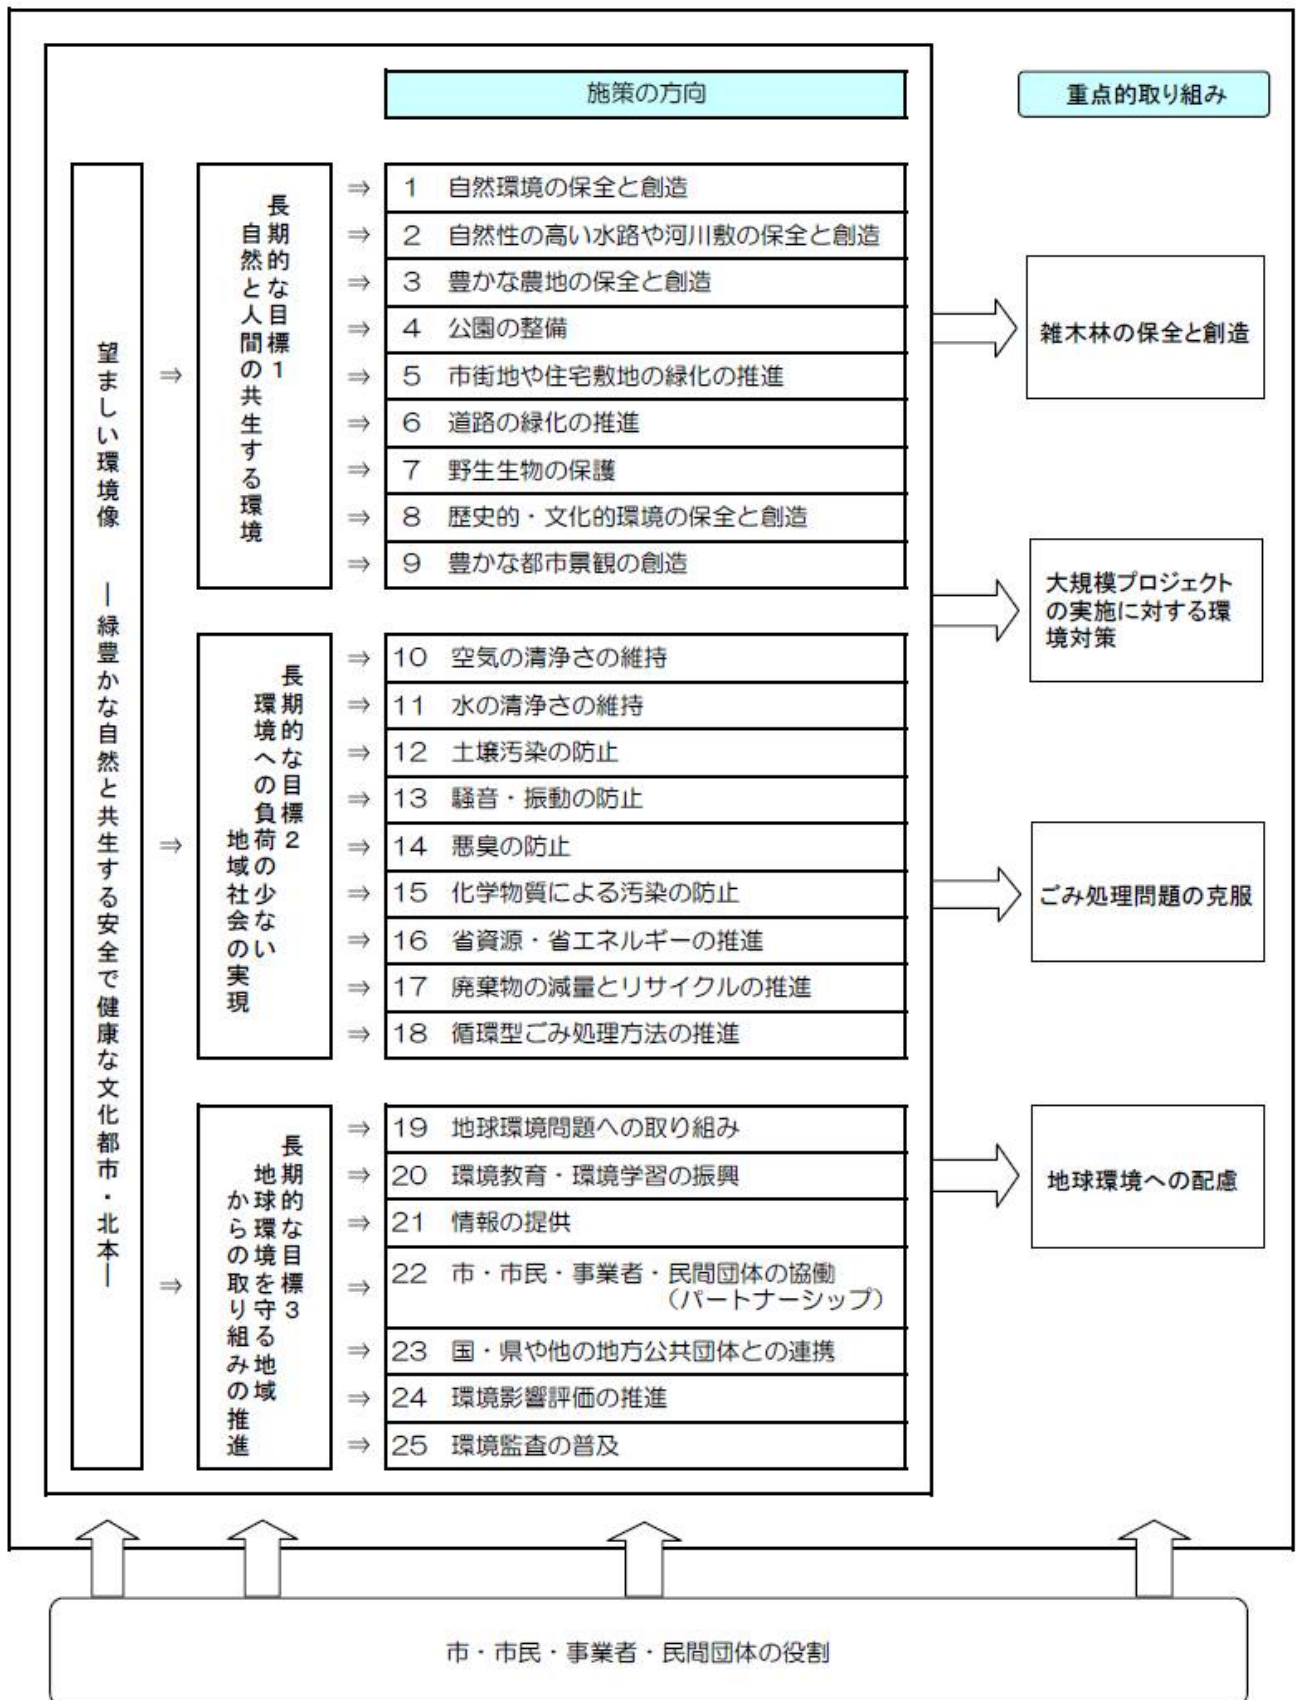 施策の方向
重点的取り組み
望ましい環境像 ―緑豊かな自然と共生する安全で健康な文化都市・北本―
⇒
長期的な目標1
自然と人間の共生する環境
⇒ 1 自然環境の保全と創造
⇒ 2 自然性の高い水路や河川敷の保全と創造
⇒ 3 豊かな農地の保全と創造
⇒ 4 公園の整備
⇒ 5 市街地や住宅敷地の緑化の推進
⇒ 6 道路の緑化の推進
⇒ 7 野生生物の保護
⇒ 8 歴史的・文化的環境の保全と創造
⇒ 9 豊かな都市景観の創造
⇒
長期的な目標2
環境への負荷の少ない
地域社会の実現
⇒ 10 空気の清浄さの維持
⇒ 11 水の清浄さの維持
⇒ 12 土壌汚染の防止
⇒ 13 騒音・振動の防止
⇒ 14 悪臭の防止
⇒ 15 化学物質による汚染の防止
⇒ 16 省資源・省エネルギーの推進
⇒ 17 廃棄物の減量とリサイクルの推進
⇒ 18 循環型ごみ処理方法の推進
⇒
長期的な目標3
地球環境を守る地域
からの取り組みの推進
⇒ 19 地球環境問題への取り組み
⇒ 20 環境教育・環境学習の振興
⇒ 21 情報の提供
⇒ 22 市・市民・事業者・民間団体の協働
（パートナーシップ）
⇒ 23 国・県や他の地方公共団体との連携
⇒ 24 環境影響評価の推進
⇒ 25 環境監査の普及
雑木林の保全と創造
大規模プロジェクト
の実施に対する環
境対策
ごみ処理問題の克服
地球環境への配慮
市・市民・事業者・民間団体の役割